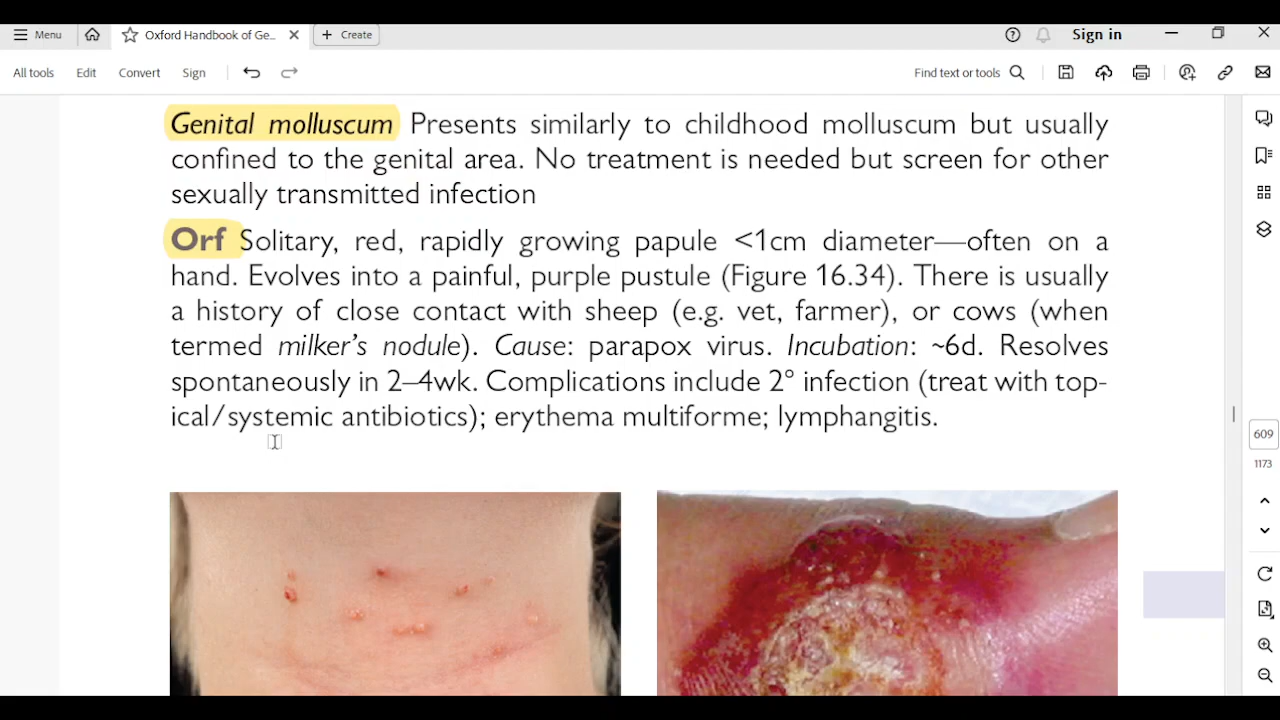 Menu
Oxford Handbook of Ge...
Create
Sign in
All tools
Edit
Convert
Sign
Find text or tools
Genital molluscum Presents similarly to childhood molluscum but usually
confined to the genital area. No treatment is needed but screen for other
sexually transmitted infection
Orf Solitary, red, rapidly growing papule <1cm diameter—often on a
hand. Evolves into a painful, purple pustule (Figure 16.34). There is usually
a history of close contact with sheep (e.g. vet, farmer), or cows (when
termed milker's nodule). Cause: parapox virus. Incubation: ~6d. Resolves
spontaneously in 2–4wk. Complications include 2° infection (treat with top-
ical/systemic antibiotics); erythema multiforme; lymphangitis.
609
1173